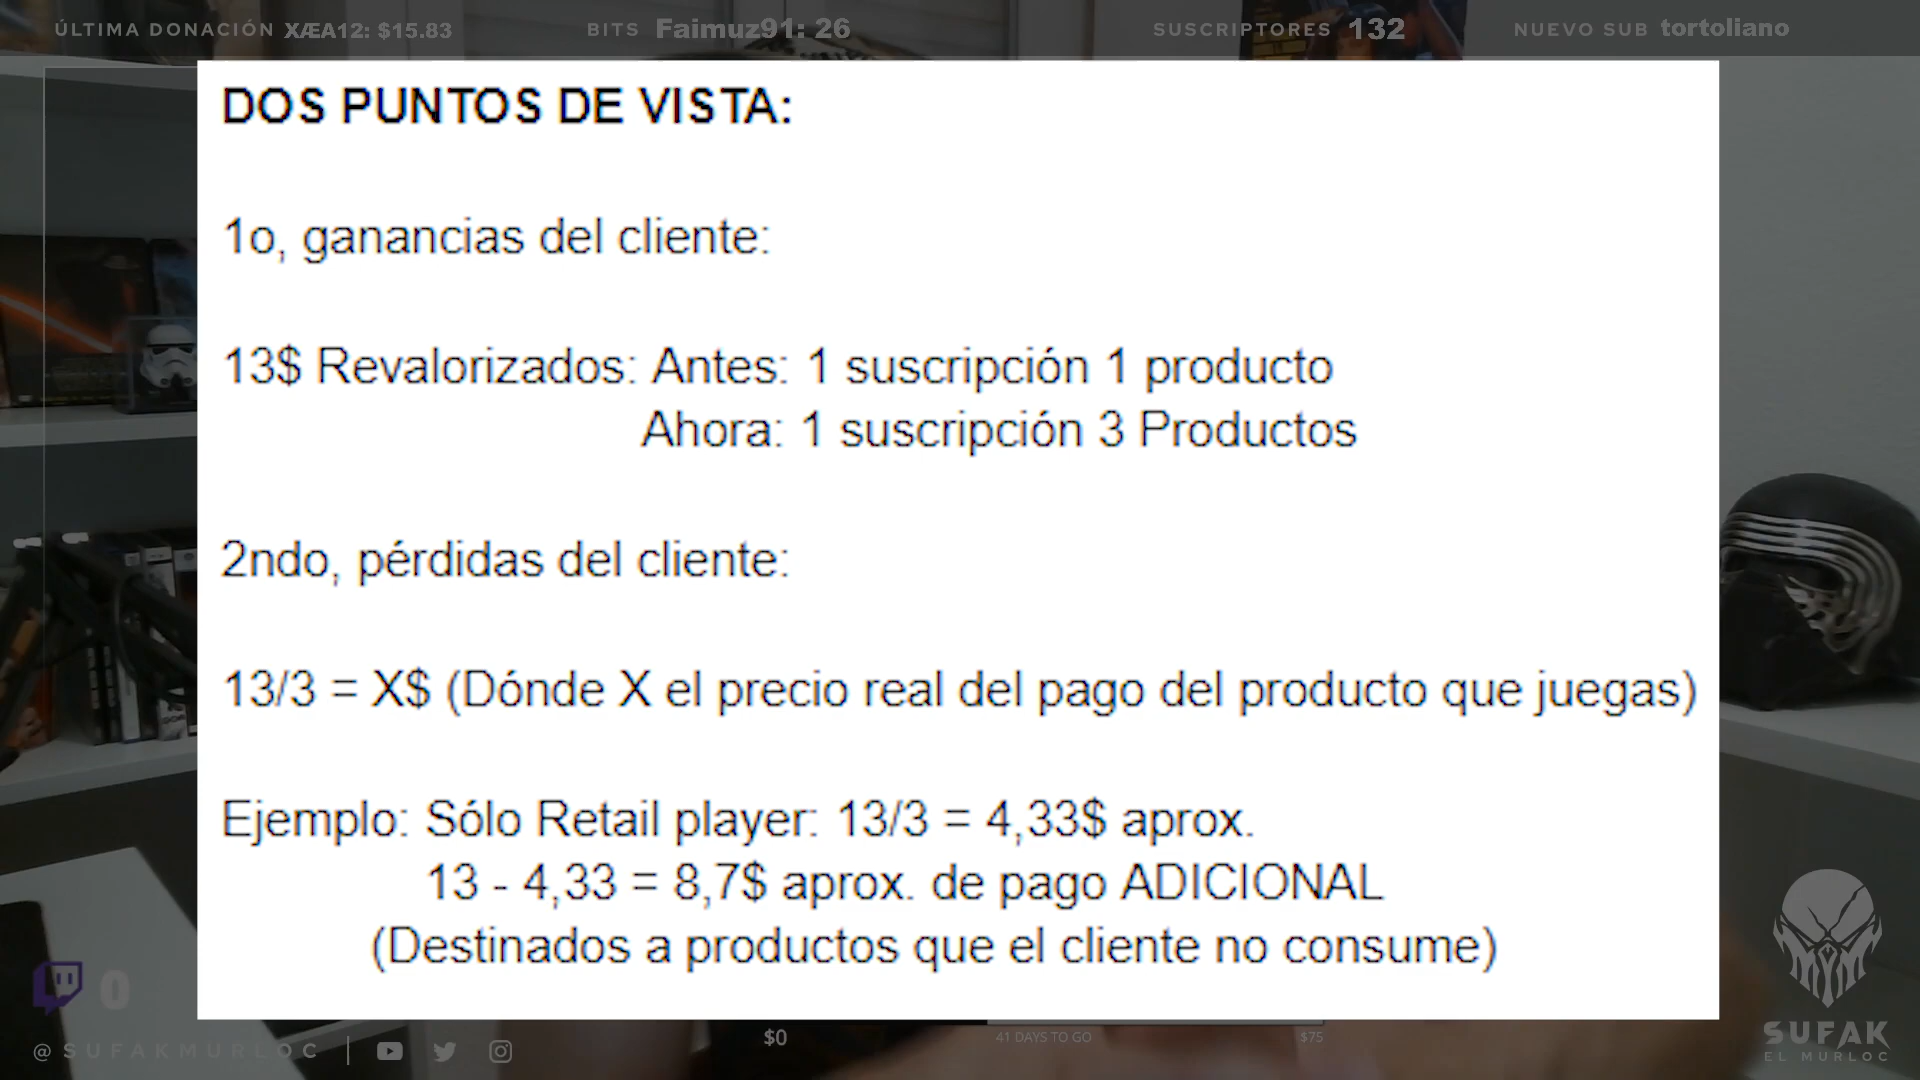 ÚLTIMA DONACIÓN XÆA12: $15.83 BITS Faimuz91: 26 SUSCRIPTORES 132 NUEVO SUB tortoliano
DOS PUNTOS DE VISTA:
1o, ganancias del cliente:
13$ Revalorizados: Antes: 1 suscripción 1 producto
Ahora: 1 suscripción 3 Productos
2ndo, pérdidas del cliente:
13/3 = X$ (Dónde X el precio real del pago del producto que juegas)
Ejemplo: Sólo Retail player: 13/3 = 4,33$ aprox.
13 - 4,33 = 8,7$ aprox. de pago ADICIONAL
(Destinados a productos que el cliente no consume)
0
$0 41 DAYS TO GO $75
@SUFAKMURLOC
SUFAK
EL MURLOC